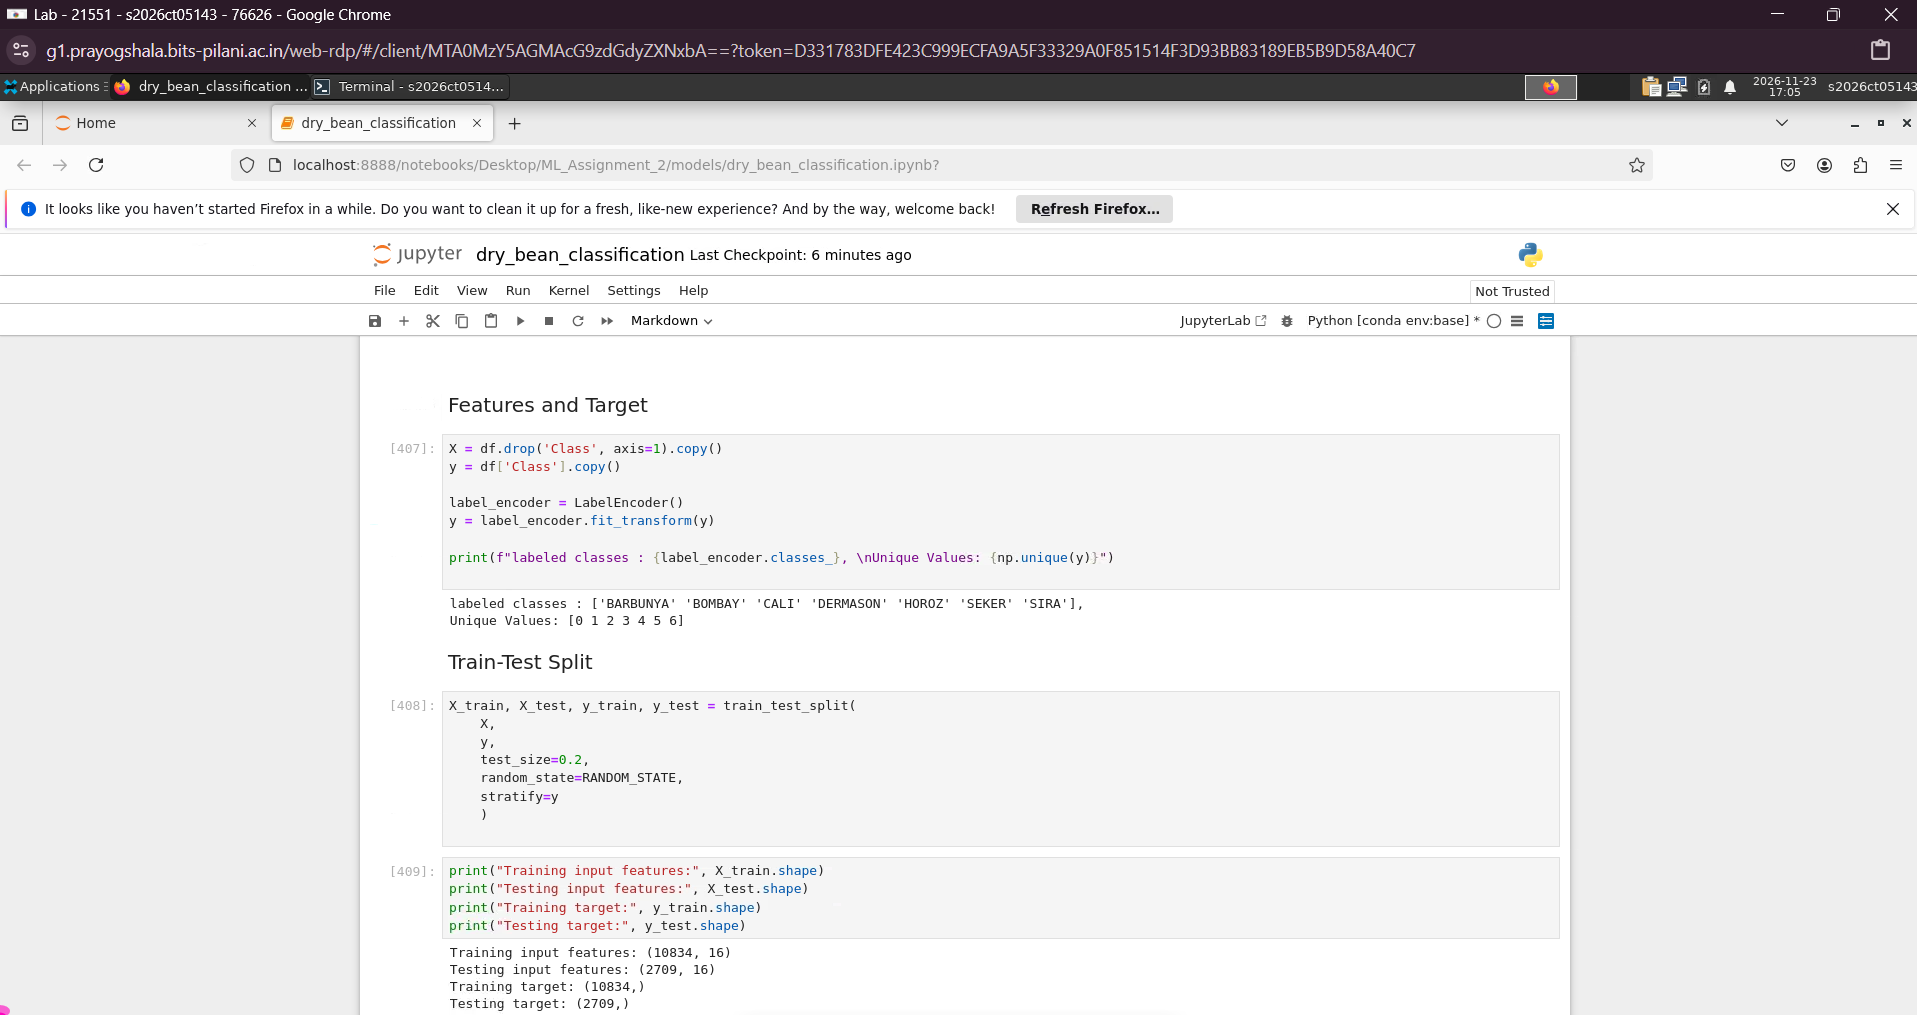 Lab - 21551 - s2026ct05143 - 76626 - Google Chrome
g1.prayogshala.bits-pilani.ac.in/web-rdp/#/client/MTA0MzY5AGMAcG9zdGdyZXNxbA==?token=D331783DFE423C999ECFA9A5F33329A0F851514F3D93BB83189EB5B9D58A40C7
Applications dry_bean_classification ... Terminal - s2026ct0514... 2026-11-23 s2026ct05143
17:05
Home dry_bean_classification
localhost:8888/notebooks/Desktop/ML_Assignment_2/models/dry_bean_classification.ipynb?
It looks like you haven’t started Firefox in a while. Do you want to clean it up for a fresh, like-new experience? And by the way, welcome back! Refresh Firefox...
jupyter dry_bean_classification Last Checkpoint: 6 minutes ago
File Edit View Run Kernel Settings Help Not Trusted
Markdown JupyterLab Python [conda env:base] *
Features and Target
[407]: X = df.drop('Class', axis=1).copy()
y = df['Class'].copy()
label_encoder = LabelEncoder()
y = label_encoder.fit_transform(y)
print(f"labeled classes : {label_encoder.classes_}, \nUnique Values: {np.unique(y)}")
labeled classes : ['BARBUNYA' 'BOMBAY' 'CALI' 'DERMASON' 'HOROZ' 'SEKER' 'SIRA'],
Unique Values: [0 1 2 3 4 5 6]
Train-Test Split
[408]: X_train, X_test, y_train, y_test = train_test_split(
X,
y,
test_size=0.2,
random_state=RANDOM_STATE,
stratify=y
)
[409]: print("Training input features:", X_train.shape)
print("Testing input features:", X_test.shape)
print("Training target:", y_train.shape)
print("Testing target:", y_test.shape)
Training input features: (10834, 16)
Testing input features: (2709, 16)
Training target: (10834,)
Testing target: (2709,)